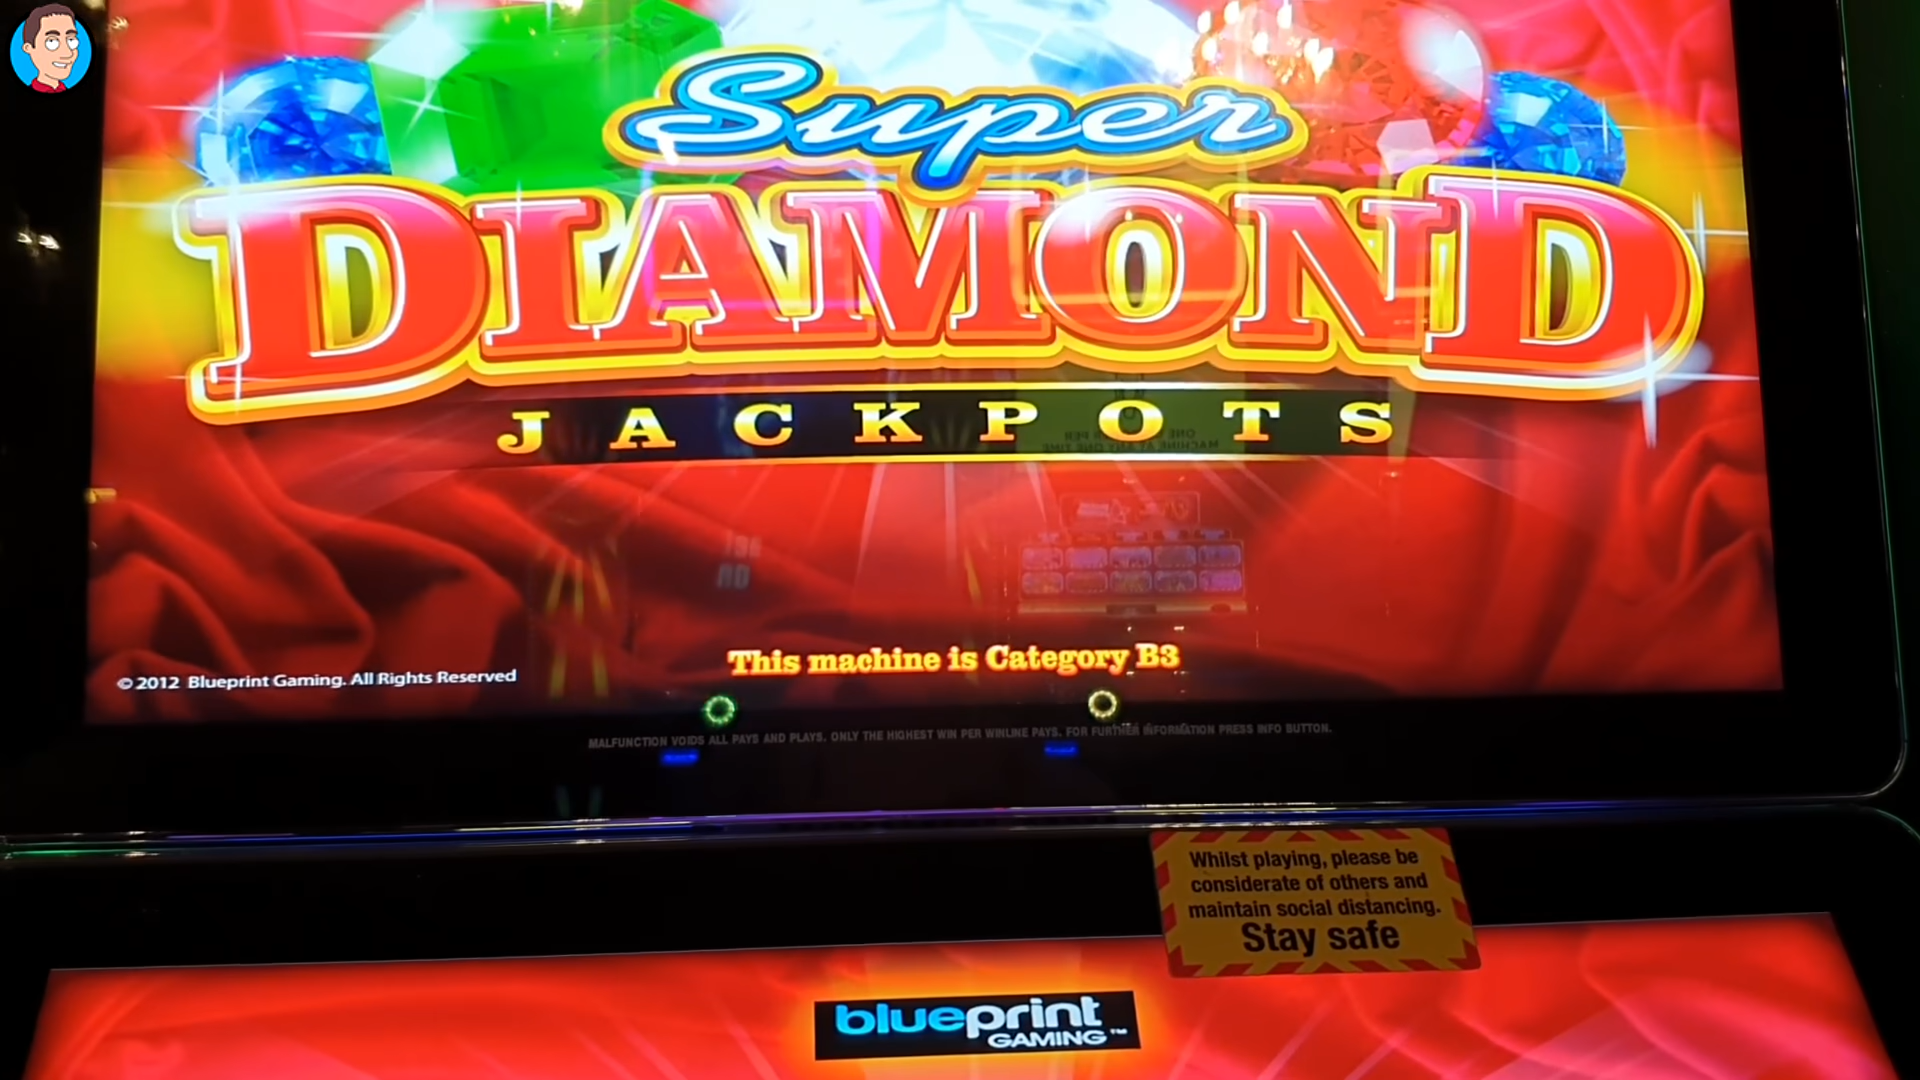 Super
DIAMOND
JACKPOTS
This machine is Category B3
© 2012 Blueprint Gaming. All Rights Reserved
MALFUNCTION VOIDS ALL PAYS AND PLAYS. ONLY THE HIGHEST WIN PER WINLINE PAYS. FOR FURTHER INFORMATION PRESS INFO BUTTON.
Whilst playing, please be
considerate of others and
maintain social distancing.
Stay safe
blueprint
GAMING™